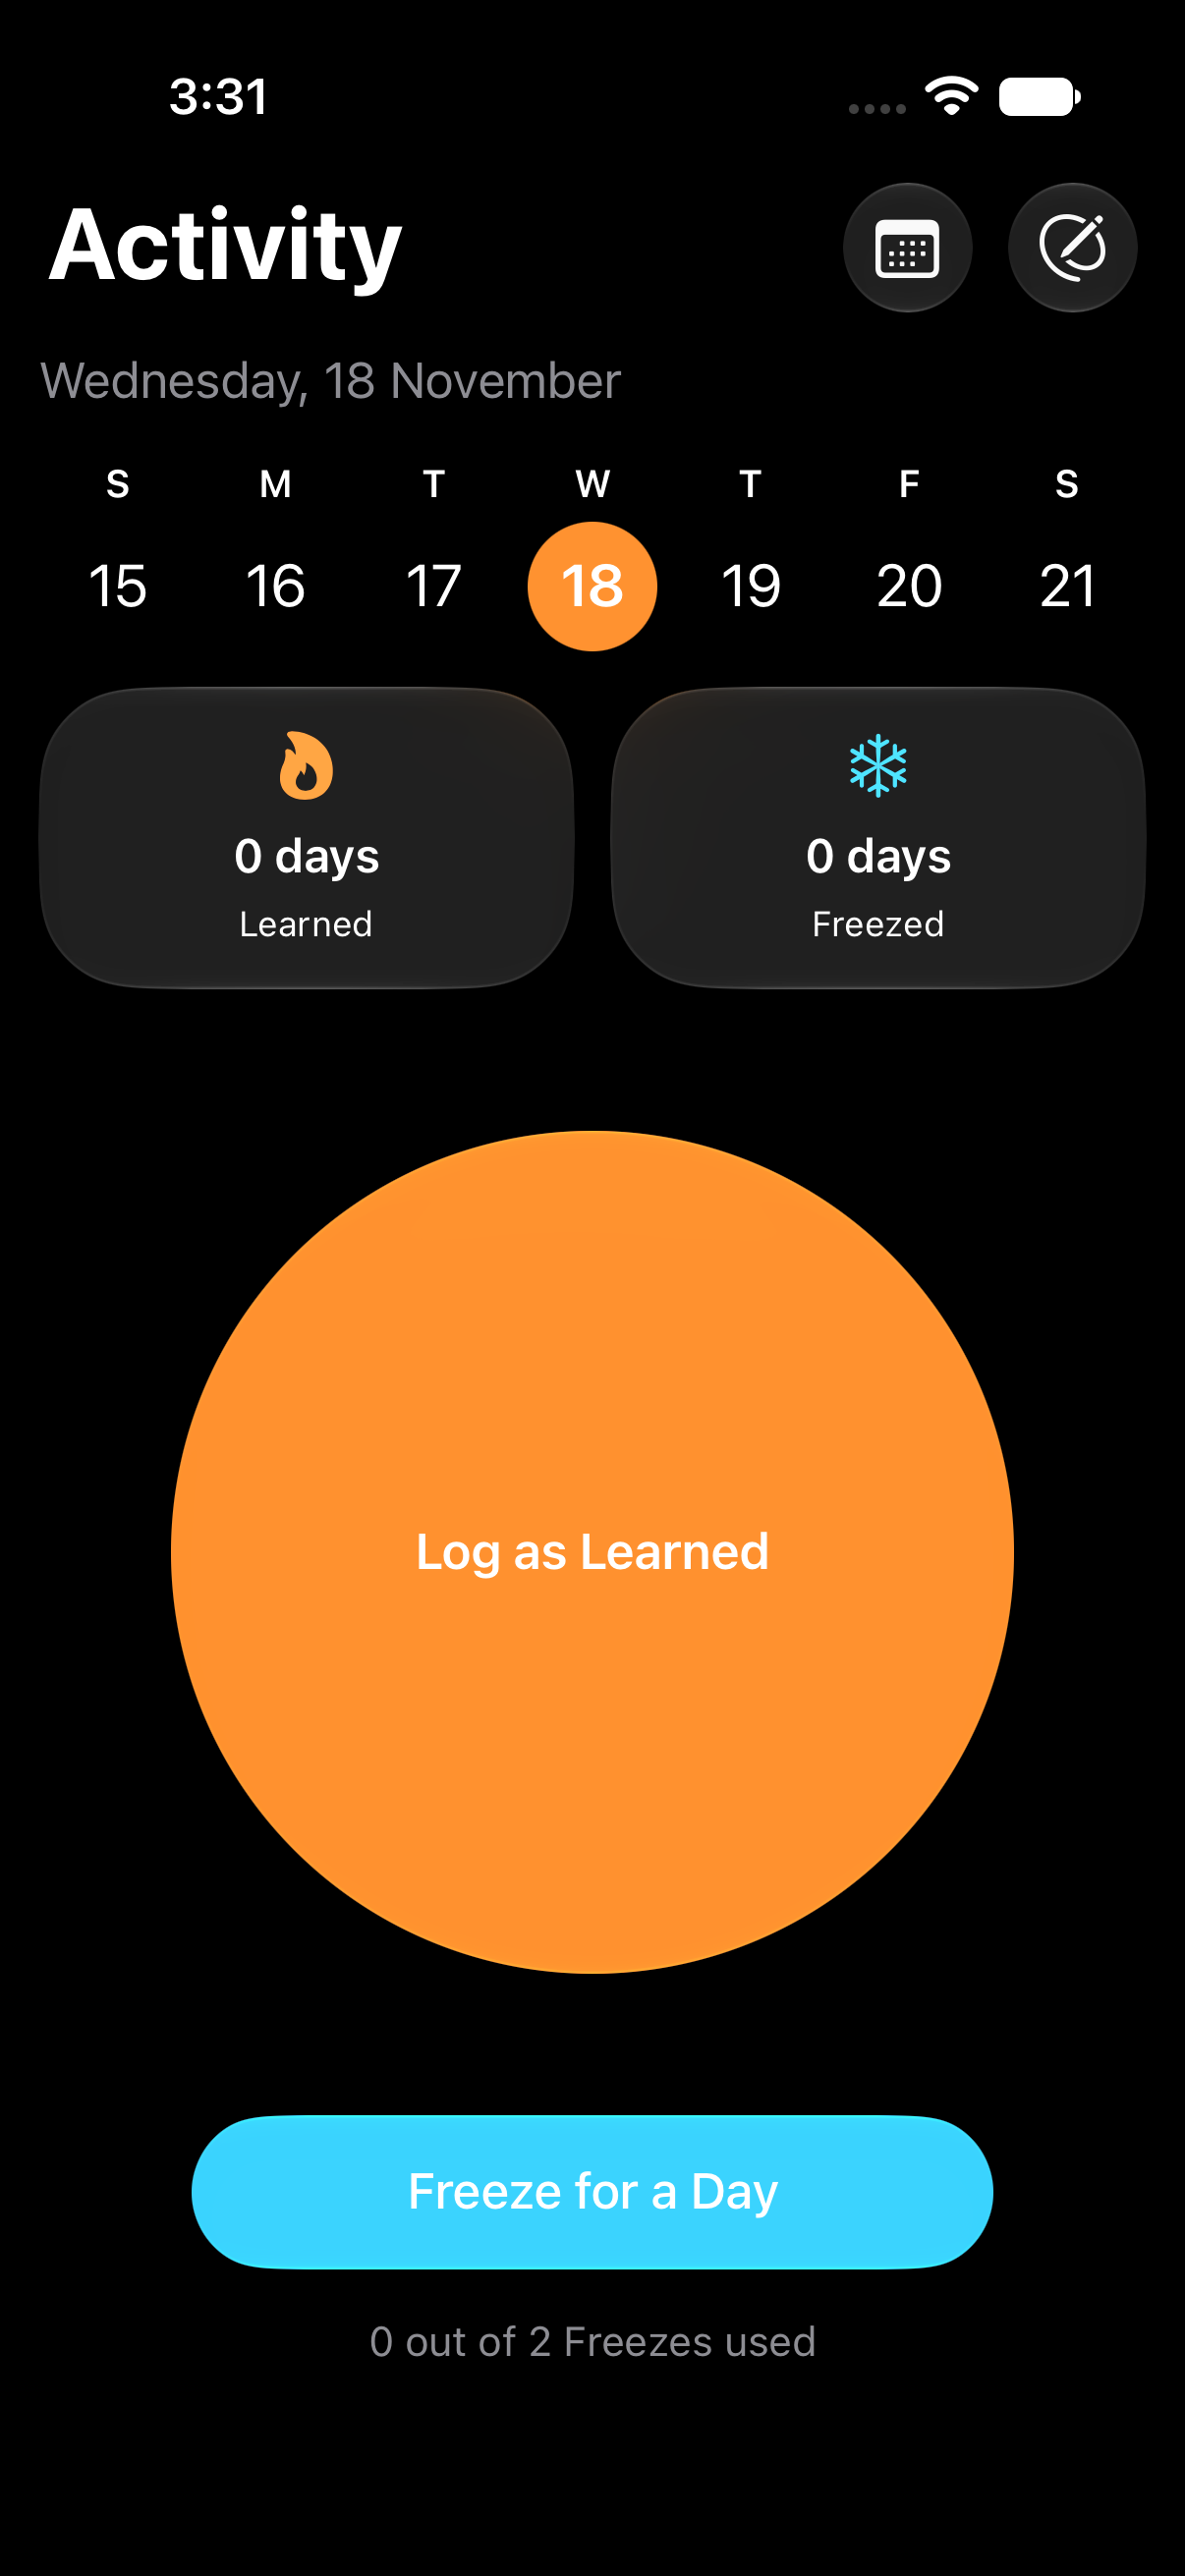 3:31
Activity
Wednesday, 18 November
S M T W T F S
15 16 17 18 19 20 21
0 days
Learned
0 days
Freezed
Log as Learned
Freeze for a Day
0 out of 2 Freezes used